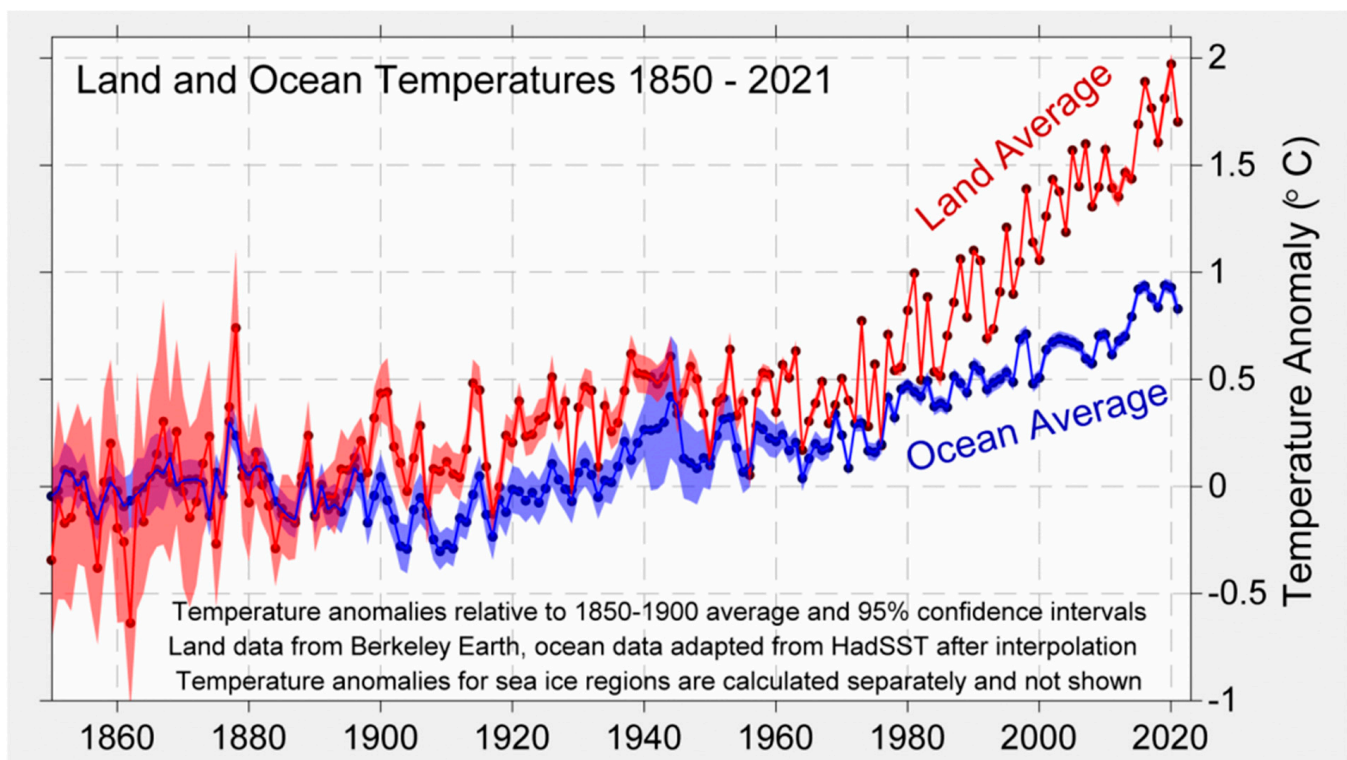 Land and Ocean Temperatures 1850 - 2021
Land Average
Ocean Average
Temperature anomalies relative to 1850-1900 average and 95% confidence intervals
Land data from Berkeley Earth, ocean data adapted from HadSST after interpolation
Temperature anomalies for sea ice regions are calculated separately and not shown
2
1.5
1
0.5
0
-0.5
-1
Temperature Anomaly (° C)
1860 1880 1900 1920 1940 1960 1980 2000 2020